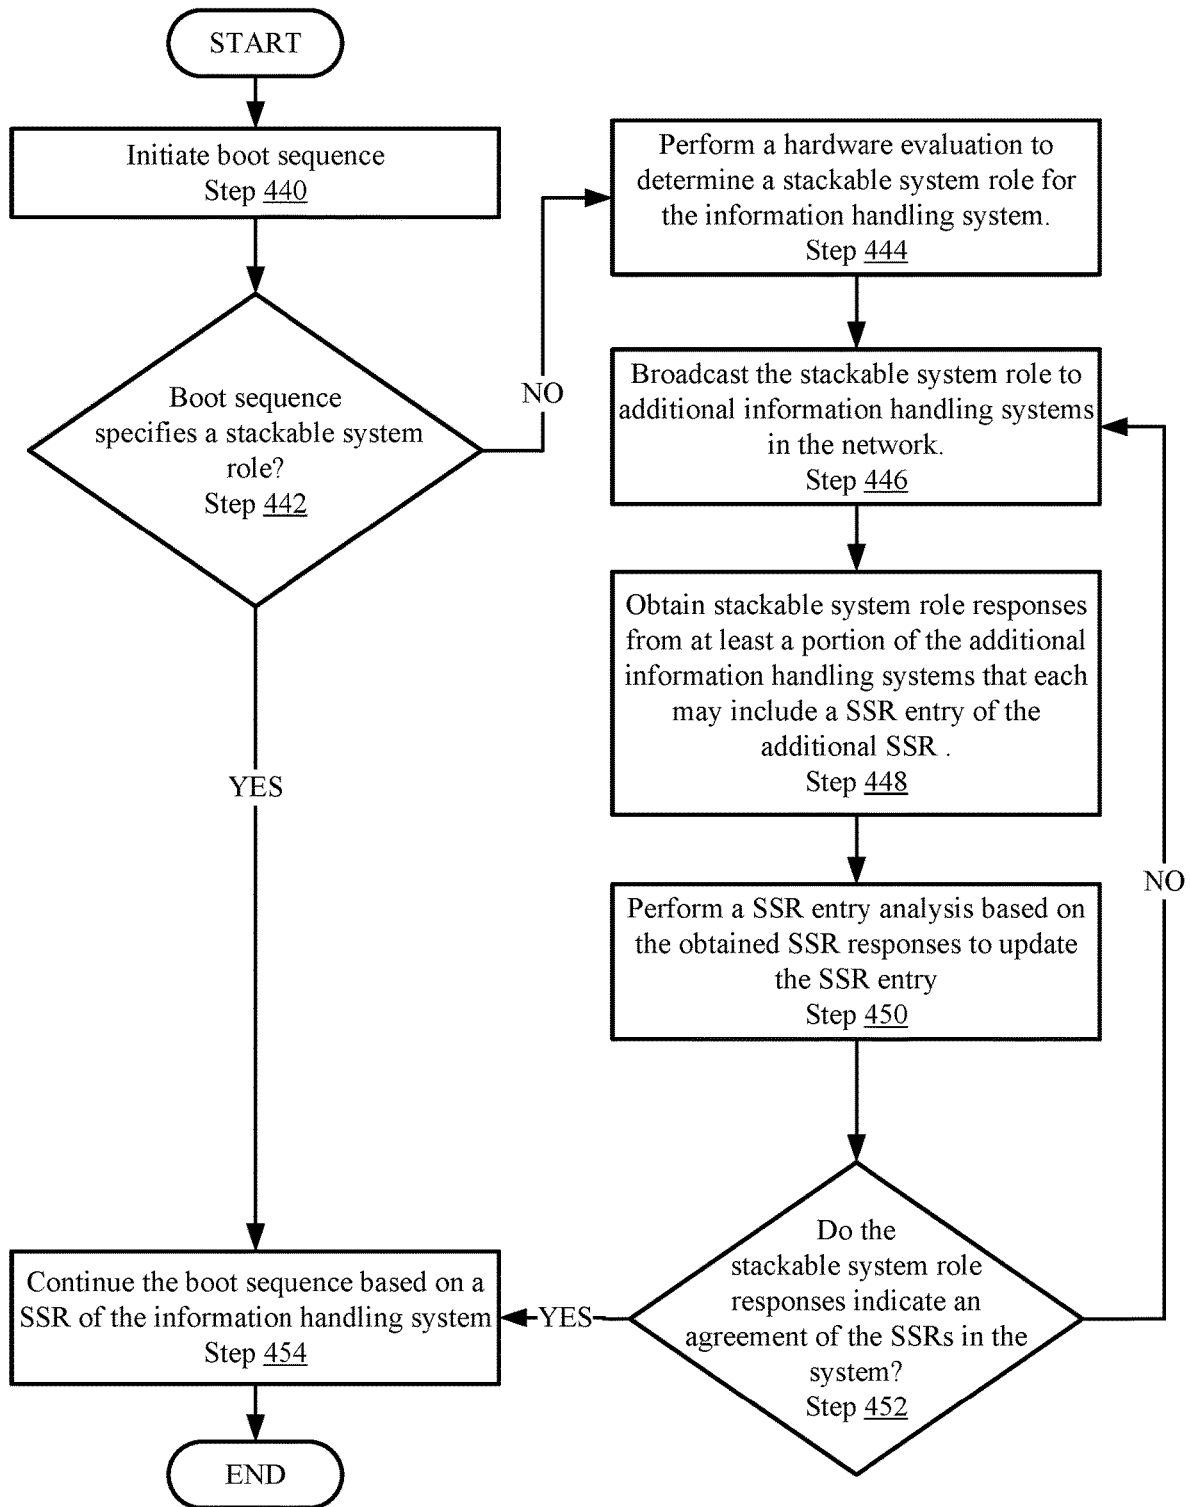 START
Initiate boot sequence
Step 440
Boot sequence
specifies a stackable system
role?
Step 442
NO
YES
Perform a hardware evaluation to
determine a stackable system role for
the information handling system.
Step 444
Broadcast the stackable system role to
additional information handling systems
in the network.
Step 446
Obtain stackable system role responses
from at least a portion of the additional
information handling systems that each
may include a SSR entry of the
additional SSR .
Step 448
Perform a SSR entry analysis based on
the obtained SSR responses to update
the SSR entry
Step 450
Do the
stackable system role
responses indicate an
agreement of the SSRs in the
system?
Step 452
NO
YES
Continue the boot sequence based on a
SSR of the information handling system
Step 454
END